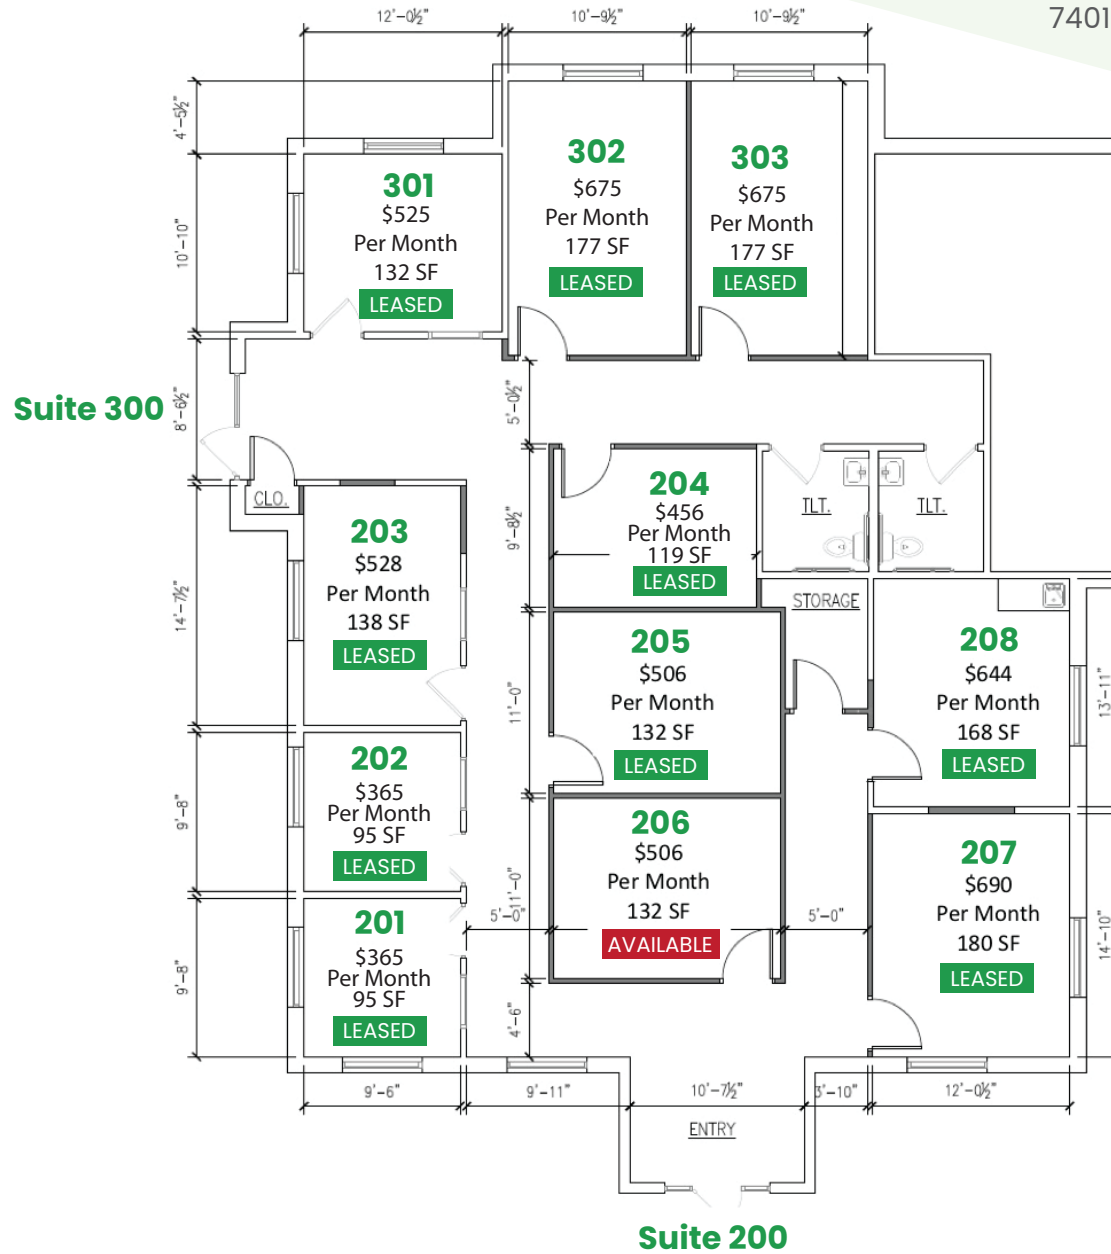 7401
12'-0½"
10'-9½"
10'-9½"
4'-5½"
302
$675
Per Month
177 SF
LEASED
303
$675
Per Month
177 SF
LEASED
301
$525
Per Month
132 SF
LEASED
10'-10"
Suite 300
8'-6½"
5'-0½"
CLO.
204
$456
Per Month
119 SF
LEASED
TLT.
TLT.
9'-8½"
203
$528
Per Month
138 SF
LEASED
14'-7½"
STORAGE
205
$506
Per Month
132 SF
LEASED
11'-0"
208
$644
Per Month
168 SF
LEASED
13'-11"
202
$365
Per Month
95 SF
LEASED
9'-8"
206
$506
Per Month
132 SF
AVAILABLE
11'-0"
5'-0"
5'-0"
207
$690
Per Month
180 SF
LEASED
14'-10"
201
$365
Per Month
95 SF
LEASED
9'-8"
4'-6"
9'-6"
9'-11"
10'-7½"
3'-10"
12'-0½"
ENTRY
Suite 200